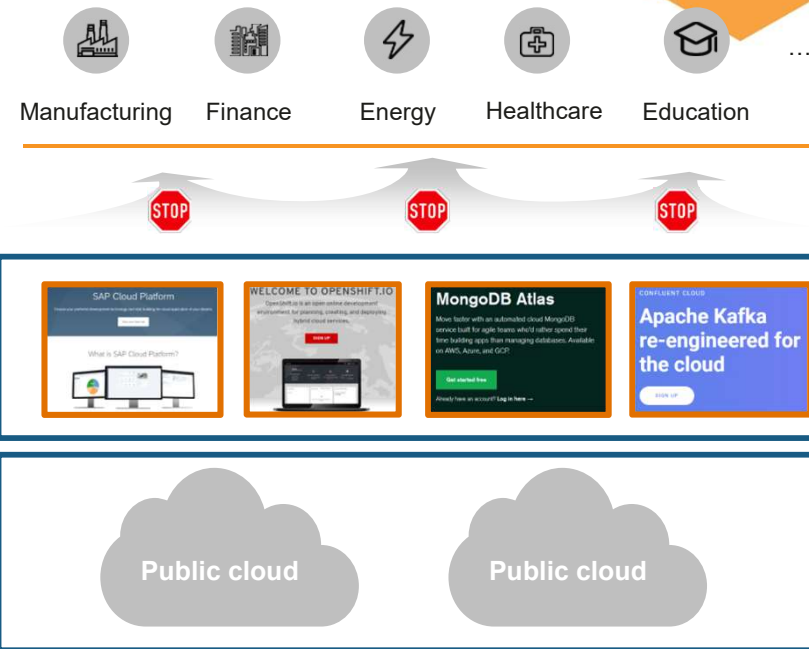 ...
Manufacturing Finance Energy Healthcare Education
STOP STOP STOP
SAP Cloud Platform
What is SAP Cloud Platform?
WELCOME TO OPENSHIFT.IO
OpenShift.io is an open online development
environment for planning, creating, and deploying
hybrid cloud services.
SIGN UP
MongoDB Atlas
Move faster with an automated cloud MongoDB
service built for agile teams who'd rather spend their
time building apps than managing databases. Available
on AWS, Azure, and GCP.
Get started free
Already have an account? Log in here →
CONFLUENT CLOUD
Apache Kafka
re-engineered for
the cloud
SIGN UP
Public cloud Public cloud